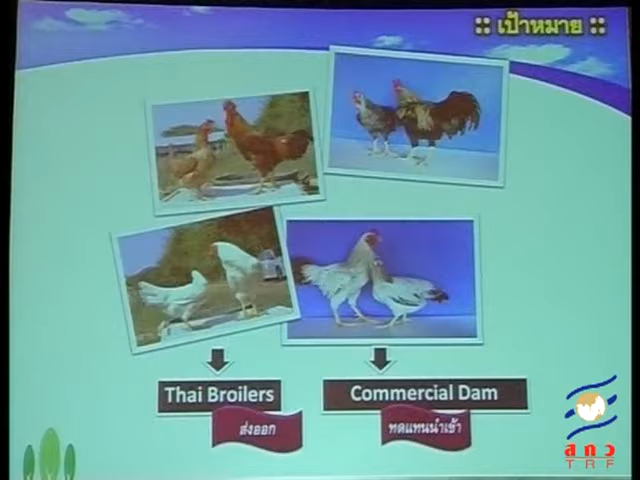 :: เป้าหมาย ::
Thai Broilers
Commercial Dam
ส่งออก
ทดแทนนำเข้า
สกว
TRF